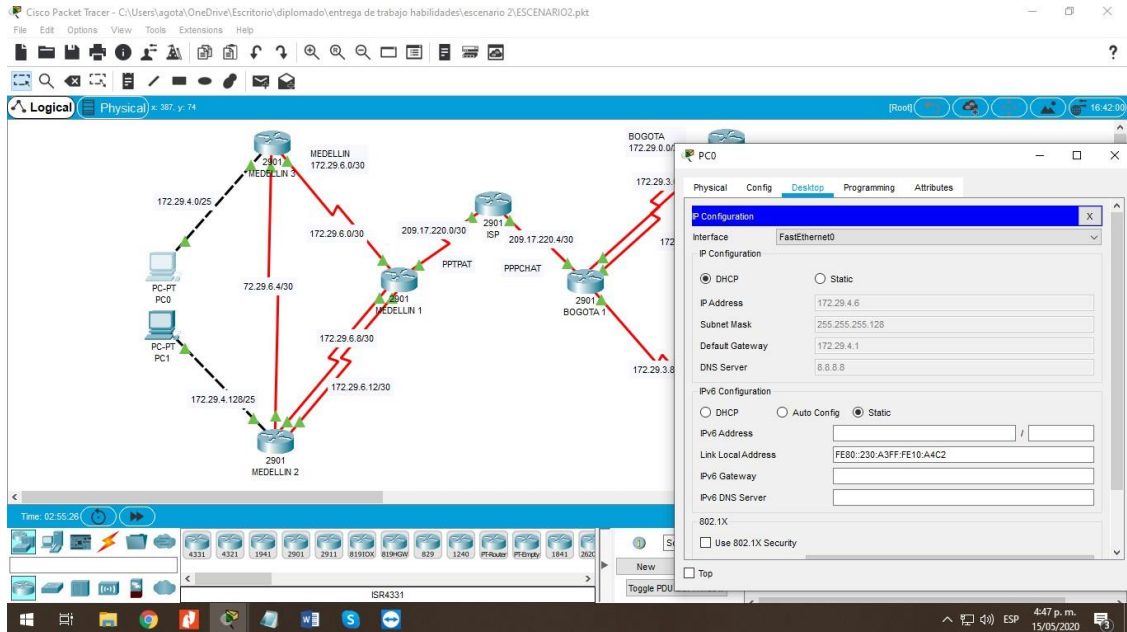 Cisco Packet Tracer - C:\Users\agota\OneDrive\Escritorio\diplomado\entrega de trabajo habilidades\escenario 2\ESCENARIO2.pkt
File Edit Options View Tools Extensions Help
?
Logical Physical x: 387, y: 74 [Root] 16:42:00
MEDELLIN
172.29.6.0/30
2901
MEDELLIN 3
172.29.4.0/25
172.29.6.0/30
209.17.220.0/30
2901
ISP
209.17.220.4/30
PPTPAT
PPPCHAT
BOGOTA
172.29.0.0/
172.29.3.
172
PC-PT
PC0
72.29.6.4/30
2901
MEDELLIN 1
2901
BOGOTA 1
172.29.6.8/30
PC-PT
PC1
172.29.6.12/30
172.29.3.8
172.29.4.128/25
2901
MEDELLIN 2
PC0
Physical Config Desktop Programming Attributes
IP Configuration X
Interface FastEthernet0
IP Configuration
DHCP Static
IP Address 172.29.4.6
Subnet Mask 255.255.255.128
Default Gateway 172.29.4.1
DNS Server 8.8.8.8
IPv6 Configuration
DHCP Auto Config Static
IPv6 Address /
Link Local Address FE80::230:A3FF:FE10:A4C2
IPv6 Gateway
IPv6 DNS Server
802.1X
Use 802.1X Security
Top
Time: 02:55:26
4331 4321 1941 2901 2911 819IOX 819HGW 829 1240 PT-Router PT-Empty 1841 262
ISR4331
New
Toggle PDU
ESP
4:47 p. m.
15/05/2020
3